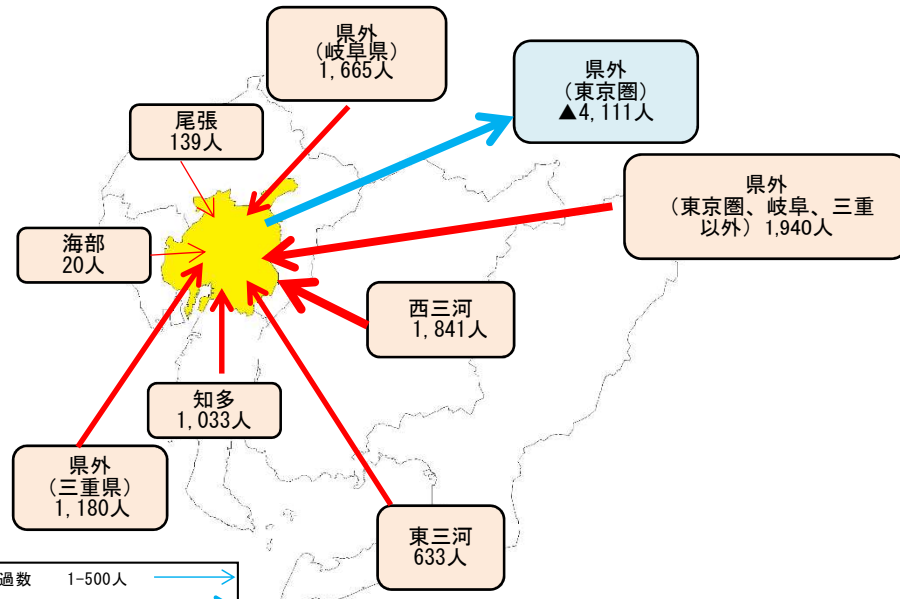 県外
（岐阜県）
1,665人
県外
（東京圏）
▲4,111人
尾張
139人
県外
（東京圏、岐阜、三重
以外）1,940人
海部
20人
西三河
1,841人
知多
1,033人
県外
（三重県）
1,180人
東三河
633人
過数 1-500人